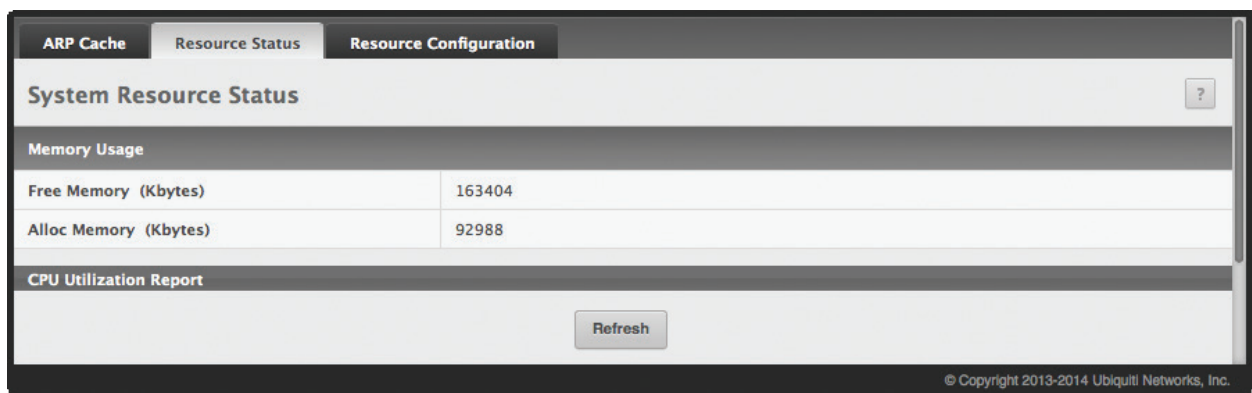 ARP Cache Resource Status Resource Configuration
System Resource Status ?
Memory Usage
Free Memory (Kbytes) 163404
Alloc Memory (Kbytes) 92988
CPU Utilization Report
Refresh
© Copyright 2013-2014 Ubiquiti Networks, Inc.